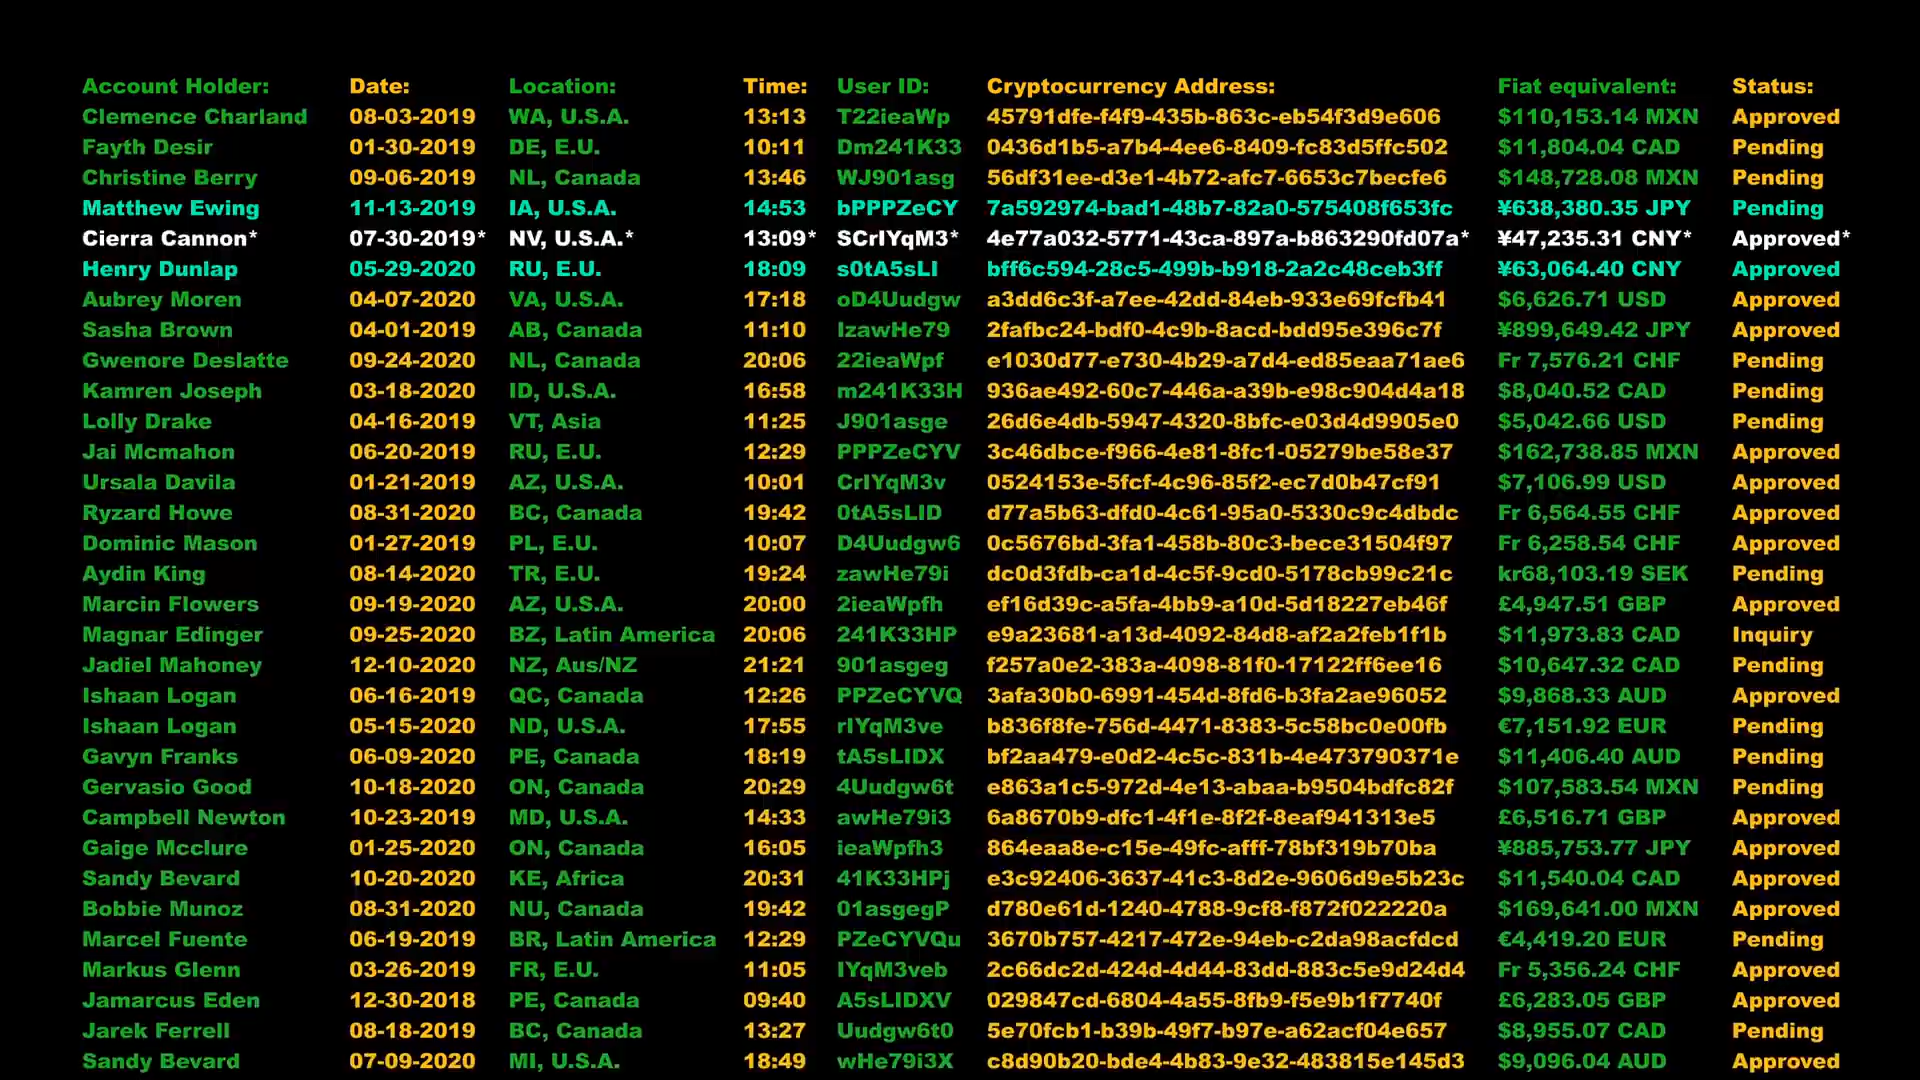 Account Holder: Date: Location: Time: User ID: Cryptocurrency Address: Fiat equivalent: Status:
Clemence Charland 08-03-2019 WA, U.S.A. 13:13 T22ieaWp 45791dfe-f4f9-435b-863c-eb54f3d9e606 $110,153.14 MXN Approved
Fayth Desir 01-30-2019 DE, E.U. 10:11 Dm241K33 0436d1b5-a7b4-4ee6-8409-fc83d5ffc502 $11,804.04 CAD Pending
Christine Berry 09-06-2019 NL, Canada 13:46 WJ901asg 56df31ee-d3e1-4b72-afc7-6653c7becfe6 $148,728.08 MXN Pending
Matthew Ewing 11-13-2019 IA, U.S.A. 14:53 bPPPZeCY 7a592974-bad1-48b7-82a0-575408f653fc ¥638,380.35 JPY Pending
Cierra Cannon* 07-30-2019* NV, U.S.A.* 13:09* SCrIYqM3* 4e77a032-5771-43ca-897a-b863290fd07a* ¥47,235.31 CNY* Approved*
Henry Dunlap 05-29-2020 RU, E.U. 18:09 s0tA5sLI bff6c594-28c5-499b-b918-2a2c48ceb3ff ¥63,064.40 CNY Approved
Aubrey Moren 04-07-2020 VA, U.S.A. 17:18 oD4Uudgw a3dd6c3f-a7ee-42dd-84eb-933e69fcfb41 $6,626.71 USD Approved
Sasha Brown 04-01-2019 AB, Canada 11:10 IzawHe79 2fafbc24-bdf0-4c9b-8acd-bdd95e396c7f ¥899,649.42 JPY Approved
Gwenore Deslatte 09-24-2020 NL, Canada 20:06 22ieaWpf e1030d77-e730-4b29-a7d4-ed85eaa71ae6 Fr 7,576.21 CHF Pending
Kamren Joseph 03-18-2020 ID, U.S.A. 16:58 m241K33H 936ae492-60c7-446a-a39b-e98c904d4a18 $8,040.52 CAD Pending
Lolly Drake 04-16-2019 VT, Asia 11:25 J901asge 26d6e4db-5947-4320-8bfc-e03d4d9905e0 $5,042.66 USD Pending
Jai Mcmahon 06-20-2019 RU, E.U. 12:29 PPPZeCYV 3c46dbce-f966-4e81-8fc1-05279be58e37 $162,738.85 MXN Approved
Ursala Davila 01-21-2019 AZ, U.S.A. 10:01 CrIYqM3v 0524153e-5fcf-4c96-85f2-ec7d0b47cf91 $7,106.99 USD Approved
Ryzard Howe 08-31-2020 BC, Canada 19:42 0tA5sLID d77a5b63-dfd0-4c61-95a0-5330c9c4dbdc Fr 6,564.55 CHF Approved
Dominic Mason 01-27-2019 PL, E.U. 10:07 D4Uudgw6 0c5676bd-3fa1-458b-80c3-bece31504f97 Fr 6,258.54 CHF Approved
Aydin King 08-14-2020 TR, E.U. 19:24 zawHe79i dc0d3fdb-ca1d-4c5f-9cd0-5178cb99c21c kr68,103.19 SEK Pending
Marcin Flowers 09-19-2020 AZ, U.S.A. 20:00 2ieaWpfh ef16d39c-a5fa-4bb9-a10d-5d18227eb46f £4,947.51 GBP Approved
Magnar Edinger 09-25-2020 BZ, Latin America 20:06 241K33HP e9a23681-a13d-4092-84d8-af2a2feb1f1b $11,973.83 CAD Inquiry
Jadiel Mahoney 12-10-2020 NZ, Aus/NZ 21:21 901asgeg f257a0e2-383a-4098-81f0-17122ff6ee16 $10,647.32 CAD Pending
Ishaan Logan 06-16-2019 QC, Canada 12:26 PPZeCYVQ 3afa30b0-6991-454d-8fd6-b3fa2ae96052 $9,868.33 AUD Approved
Ishaan Logan 05-15-2020 ND, U.S.A. 17:55 rIYqM3ve b836f8fe-756d-4471-8383-5c58bc0e00fb €7,151.92 EUR Pending
Gavyn Franks 06-09-2020 PE, Canada 18:19 tA5sLIDX bf2aa479-e0d2-4c5c-831b-4e473790371e $11,406.40 AUD Pending
Gervasio Good 10-18-2020 ON, Canada 20:29 4Uudgw6t e863a1c5-972d-4e13-abaa-b9504bdfc82f $107,583.54 MXN Pending
Campbell Newton 10-23-2019 MD, U.S.A. 14:33 awHe79i3 6a8670b9-dfc1-4f1e-8f2f-8eaf941313e5 £6,516.71 GBP Approved
Gaige Mcclure 01-25-2020 ON, Canada 16:05 ieaWpfh3 864eaa8e-c15e-49fc-afff-78bf319b70ba ¥885,753.77 JPY Approved
Sandy Bevard 10-20-2020 KE, Africa 20:31 41K33HPj e3c92406-3637-41c3-8d2e-9606d9e5b23c $11,540.04 CAD Approved
Bobbie Munoz 08-31-2020 NU, Canada 19:42 01asgegP d780e61d-1240-4788-9cf8-f872f022220a $169,641.00 MXN Approved
Marcel Fuente 06-19-2019 BR, Latin America 12:29 PZeCYVQu 3670b757-4217-472e-94eb-c2da98acfdcd €4,419.20 EUR Pending
Markus Glenn 03-26-2019 FR, E.U. 11:05 IYqM3veb 2c66dc2d-424d-4d44-83dd-883c5e9d24d4 Fr 5,356.24 CHF Approved
Jamarcus Eden 12-30-2018 PE, Canada 09:40 A5sLIDXV 029847cd-6804-4a55-8fb9-f5e9b1f7740f £6,283.05 GBP Approved
Jarek Ferrell 08-18-2019 BC, Canada 13:27 Uudgw6t0 5e70fcb1-b39b-49f7-b97e-a62acf04e657 $8,955.07 CAD Pending
Sandy Bevard 07-09-2020 MI, U.S.A. 18:49 wHe79i3X c8d90b20-bde4-4b83-9e32-483815e145d3 $9,096.04 AUD Approved